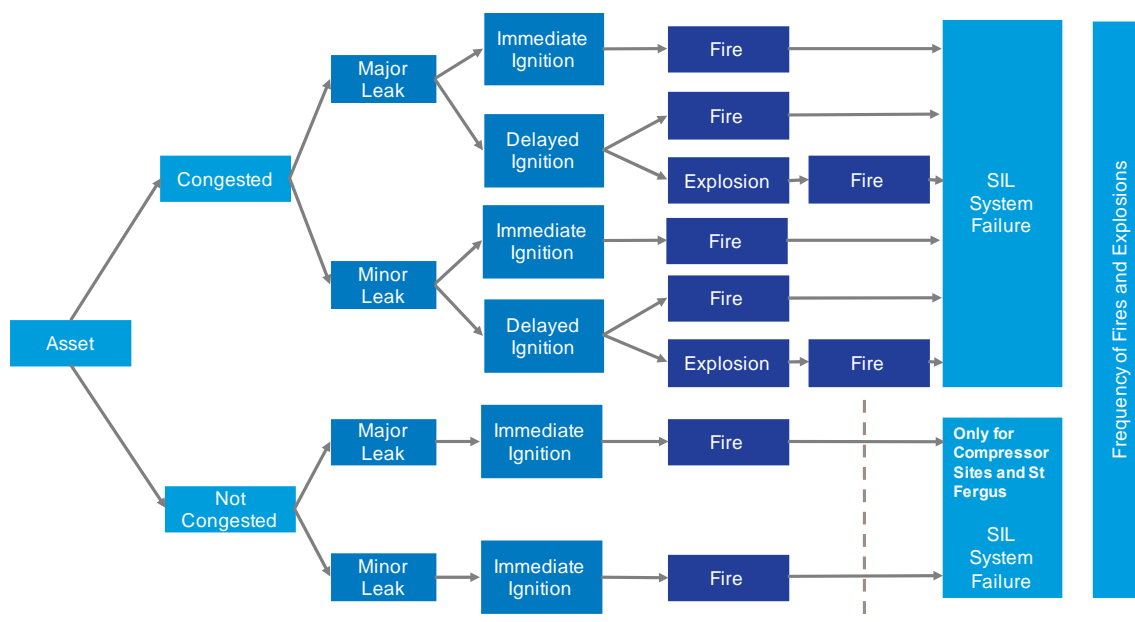 Asset
Congested
Not
Congested
Major
Leak
Minor
Leak
Major
Leak
Minor
Leak
Immediate
Ignition
Delayed
Ignition
Immediate
Ignition
Delayed
Ignition
Immediate
Ignition
Immediate
Ignition
Fire
Fire
Explosion
Fire
Fire
Fire
Explosion
Fire
Fire
Fire
SIL
System
Failure
Only for
Compressor
Sites and St
Fergus
SIL
System
Failure
Frequency of Fires and Explosions